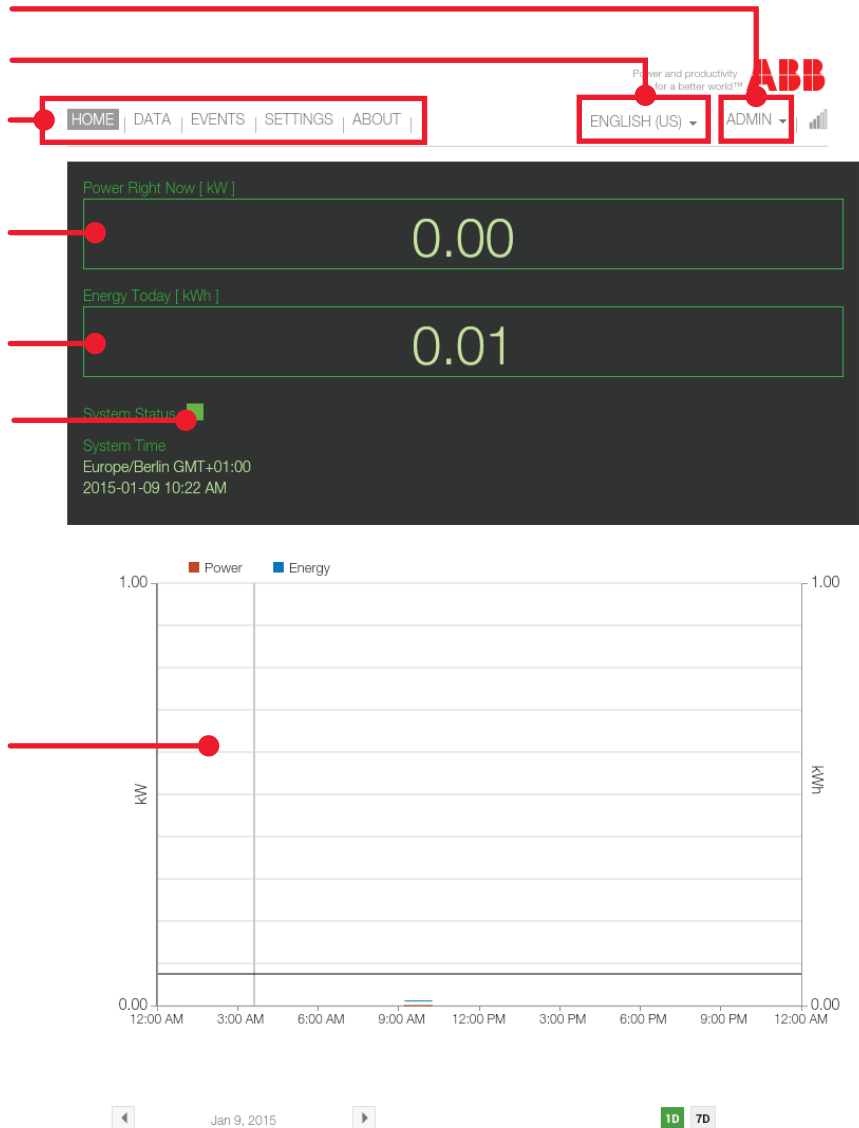 Power and productivity
for a better world™
ABB
HOME | DATA | EVENTS | SETTINGS | ABOUT |
ENGLISH (US)
ADMIN |
Power Right Now [ kW ]
0.00
Energy Today [ kWh ]
0.01
System Status
System Time
Europe/Berlin GMT+01:00
2015-01-09 10:22 AM
Power Energy
1.00 1.00
kW
kWh
0.00 0.00
12:00 AM 3:00 AM 6:00 AM 9:00 AM 12:00 PM 3:00 PM 6:00 PM 9:00 PM 12:00 AM
Jan 9, 2015 1D 7D